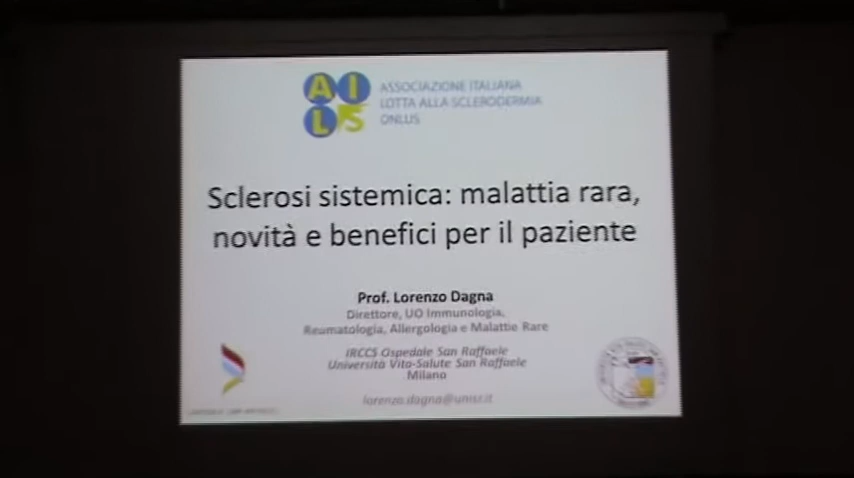 AILS
ASSOCIAZIONE ITALIANA
LOTTA ALLA SCLERODERMIA
ONLUS
Sclerosi sistemica: malattia rara,
novità e benefici per il paziente
Prof. Lorenzo Dagna
Direttore, UO Immunologia,
Reumatologia, Allergologia e Malattie Rare
IRCCS Ospedale San Raffaele
Università Vita-Salute San Raffaele
Milano
lorenzo.dagna@unisr.it